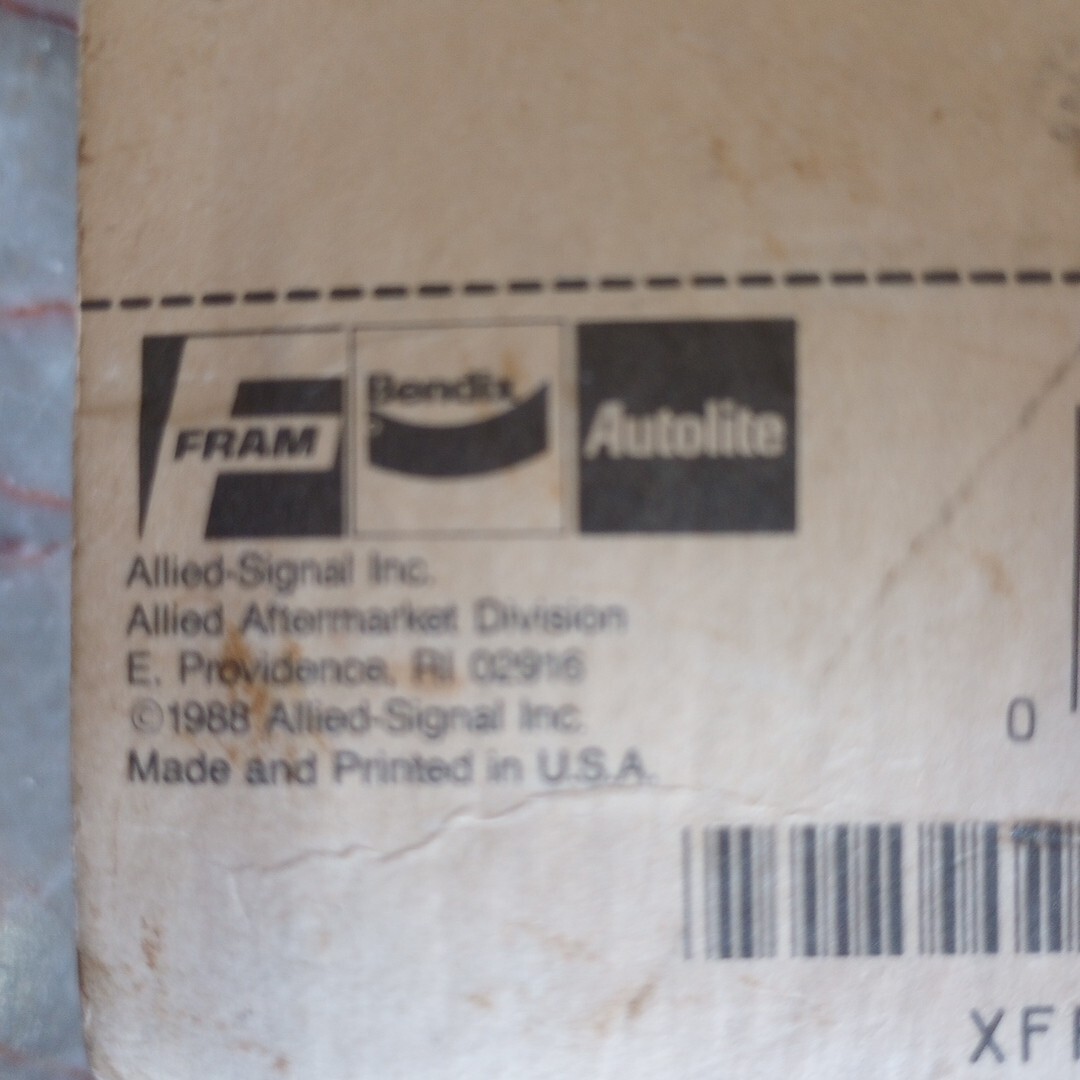 FRAM
Bendix
Autolite
Allied-Signal Inc.
Allied Aftermarket Division
E. Providence, RI 02916
©1988 Allied-Signal Inc.
Made and Printed in U.S.A.
0
XF